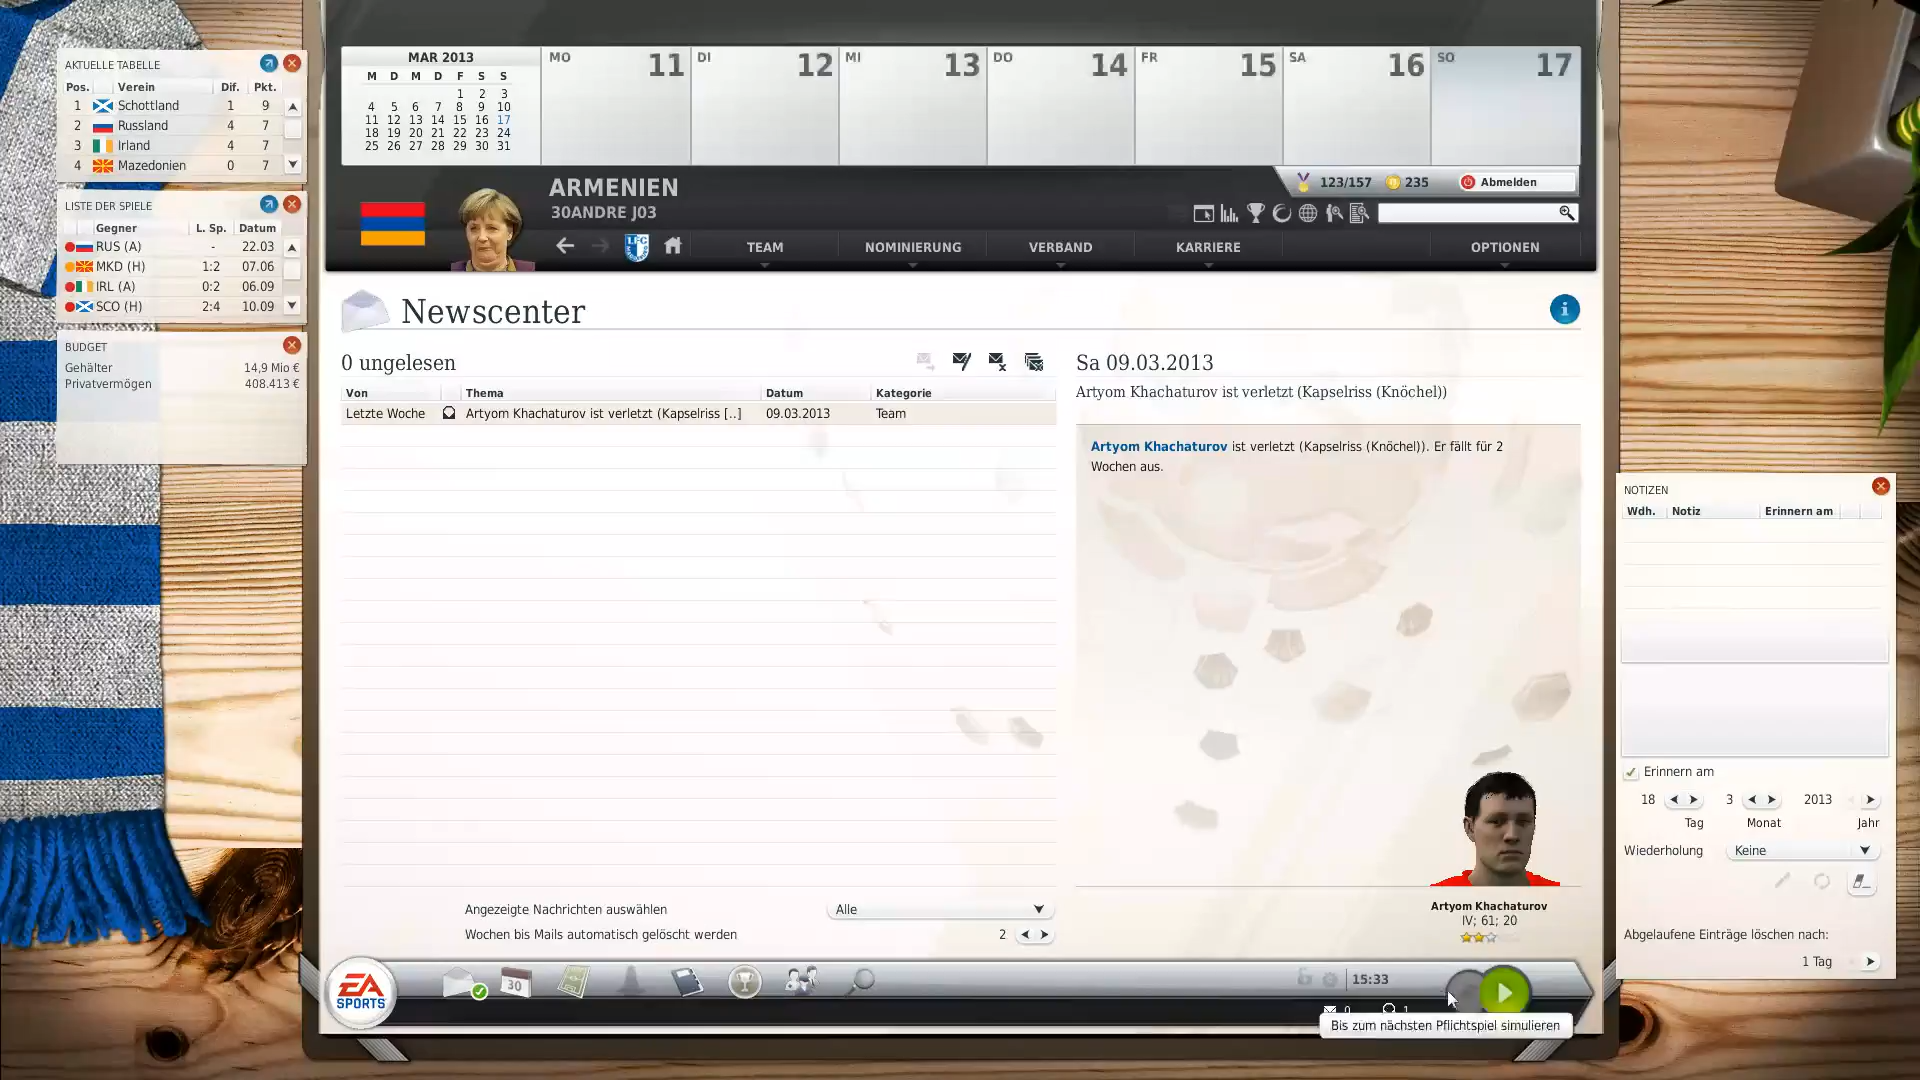 AKTUELLE TABELLE
Pos. Verein Dif. Pkt.
1 Schottland 1 9
2 Russland 4 7
3 Irland 4 7
4 Mazedonien 0 7
LISTE DER SPIELE
Gegner L. Sp. Datum
RUS (A) - 22.03
MKD (H) 1:2 07.06
IRL (A) 0:2 06.09
SCO (H) 2:4 10.09
BUDGET
Gehälter 14,9 Mio €
Privatvermögen 408.413 €
MAR 2013
M D M D F S S
1 2 3
4 5 6 7 8 9 10
11 12 13 14 15 16 17
18 19 20 21 22 23 24
25 26 27 28 29 30 31
MO 11 DI 12 MI 13 DO 14 FR 15 SA 16 SO 17
ARMENIEN
30ANDRE J03
123/157 235 Abmelden
TEAM NOMINIERUNG VERBAND KARRIERE OPTIONEN
Newscenter
0 ungelesen
Von Thema Datum Kategorie
Letzte Woche Artyom Khachaturov ist verletzt (Kapselriss [..] 09.03.2013 Team
Sa 09.03.2013
Artyom Khachaturov ist verletzt (Kapselriss (Knöchel))
Artyom Khachaturov ist verletzt (Kapselriss (Knöchel)). Er fällt für 2
Wochen aus.
Artyom Khachaturov
IV; 61; 20
Angezeigte Nachrichten auswählen Alle
Wochen bis Mails automatisch gelöscht werden 2
NOTIZEN
Wdh. Notiz Erinnern am
Erinnern am
18 3 2013
Tag Monat Jahr
Wiederholung Keine
Abgelaufene Einträge löschen nach:
1 Tag
EA
SPORTS
30
15:33
Bis zum nächsten Pflichtspiel simulieren